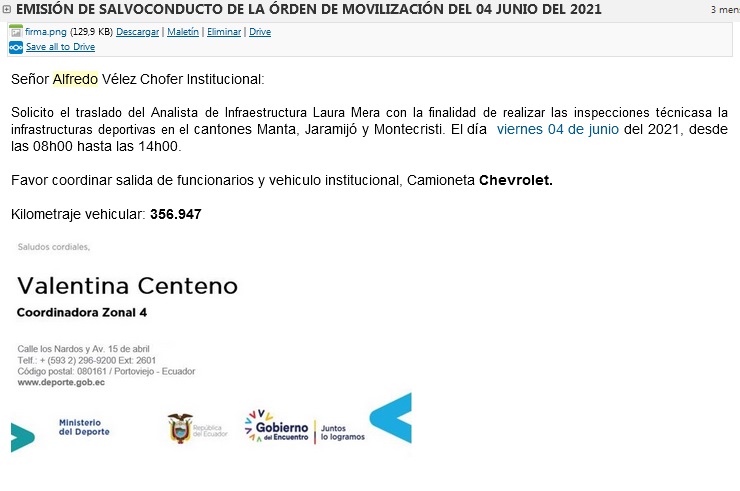 EMISIÓN DE SALVOCONDUCTO DE LA ÓRDEN DE MOVILIZACIÓN DEL 04 JUNIO DEL 2021
3 mens
firma.png (129,9 KB) Descargar | Maletín | Eliminar | Drive
Save all to Drive
Señor Alfredo Vélez Chofer Institucional:
Solicito el traslado del Analista de Infraestructura Laura Mera con la finalidad de realizar las inspecciones técnicasa la
infrastructuras deportivas en el cantones Manta, Jaramijó y Montecristi. El día viernes 04 de junio del 2021, desde
las 08h00 hasta las 14h00.
Favor coordinar salida de funcionarios y vehiculo institucional, Camioneta Chevrolet.
Kilometraje vehicular: 356.947
Saludos cordiales,
Valentina Centeno
Coordinadora Zonal 4
Calle los Nardos y Av. 15 de abril
Telf.: + (593 2) 296-9200 Ext: 2601
Código postal: 080161 / Portoviejo - Ecuador
www.deporte.gob.ec
Ministerio
del Deporte
República
del Ecuador
Gobierno
del Encuentro
Juntos
lo logramos